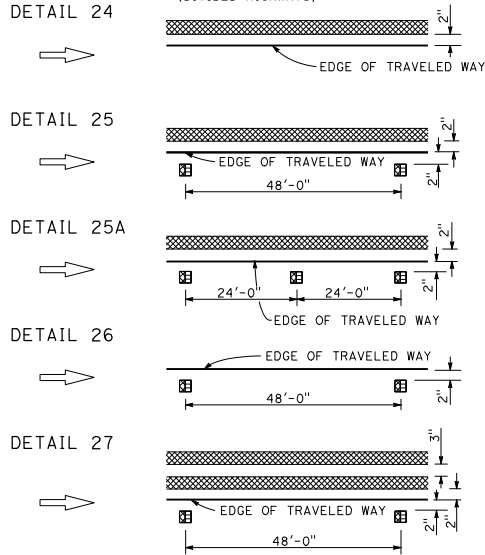 DETAIL 24
2"
EDGE OF TRAVELED WAY
DETAIL 25
2"
EDGE OF TRAVELED WAY
48'-0"
2"
DETAIL 25A
2"
24'-0" 24'-0"
2"
EDGE OF TRAVELED WAY
DETAIL 26
EDGE OF TRAVELED WAY
48'-0"
2"
DETAIL 27
3"
EDGE OF TRAVELED WAY
2" 2"
48'-0"